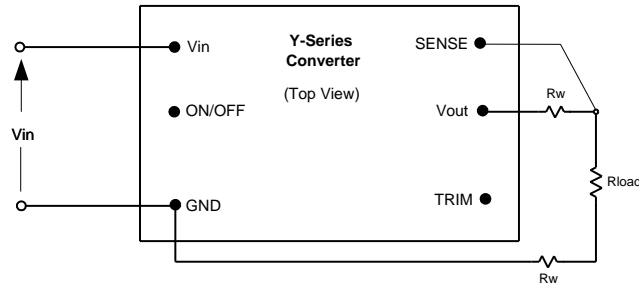 Y-Series
Converter
(Top View)
Vin
ON/OFF
GND
SENSE
Vout
TRIM
Vin
Rw
Rload
Rw